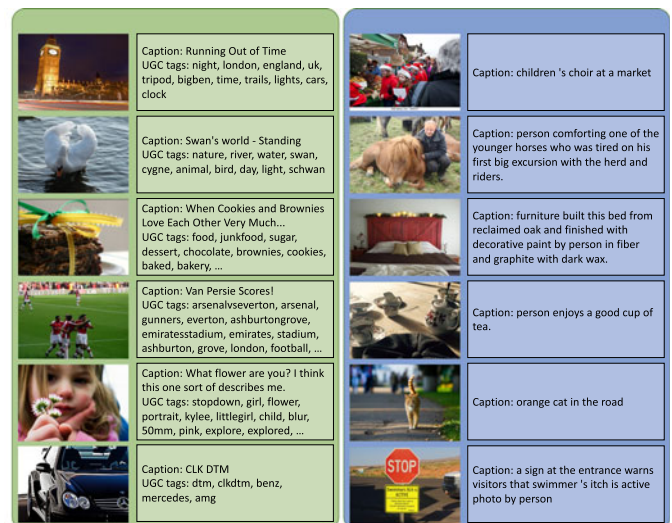 Caption: Running Out of Time
UGC tags: night, london, england, uk,
tripod, bigben, time, trails, lights, cars,
clock
Caption: Swan's world - Standing
UGC tags: nature, river, water, swan,
cygne, animal, bird, day, light, schwan
Caption: When Cookies and Brownies
Love Each Other Very Much...
UGC tags: food, junkfood, sugar,
dessert, chocolate, brownies, cookies,
baked, bakery, ...
Caption: Van Persie Scores!
UGC tags: arsenalvseverton, arsenal,
gunners, everton, ashburtongrove,
emiratesstadium, emirates, stadium,
ashburton, grove, london, football, ...
Caption: What flower are you? I think
this one sort of describes me.
UGC tags: stopdown, girl, flower,
portrait, kylee, littlegirl, child, blur,
50mm, pink, explore, explored, ...
Caption: CLK DTM
UGC tags: dtm, clkdtm, benz,
mercedes, amg
Caption: children 's choir at a market
Caption: person comforting one of the
younger horses who was tired on his
first big excursion with the herd and
riders.
Caption: furniture built this bed from
reclaimed oak and finished with
decorative paint by person in fiber
and graphite with dark wax.
Caption: person enjoys a good cup of
tea.
Caption: orange cat in the road
STOP
Caption: a sign at the entrance warns
visitors that swimmer 's itch is active
photo by person